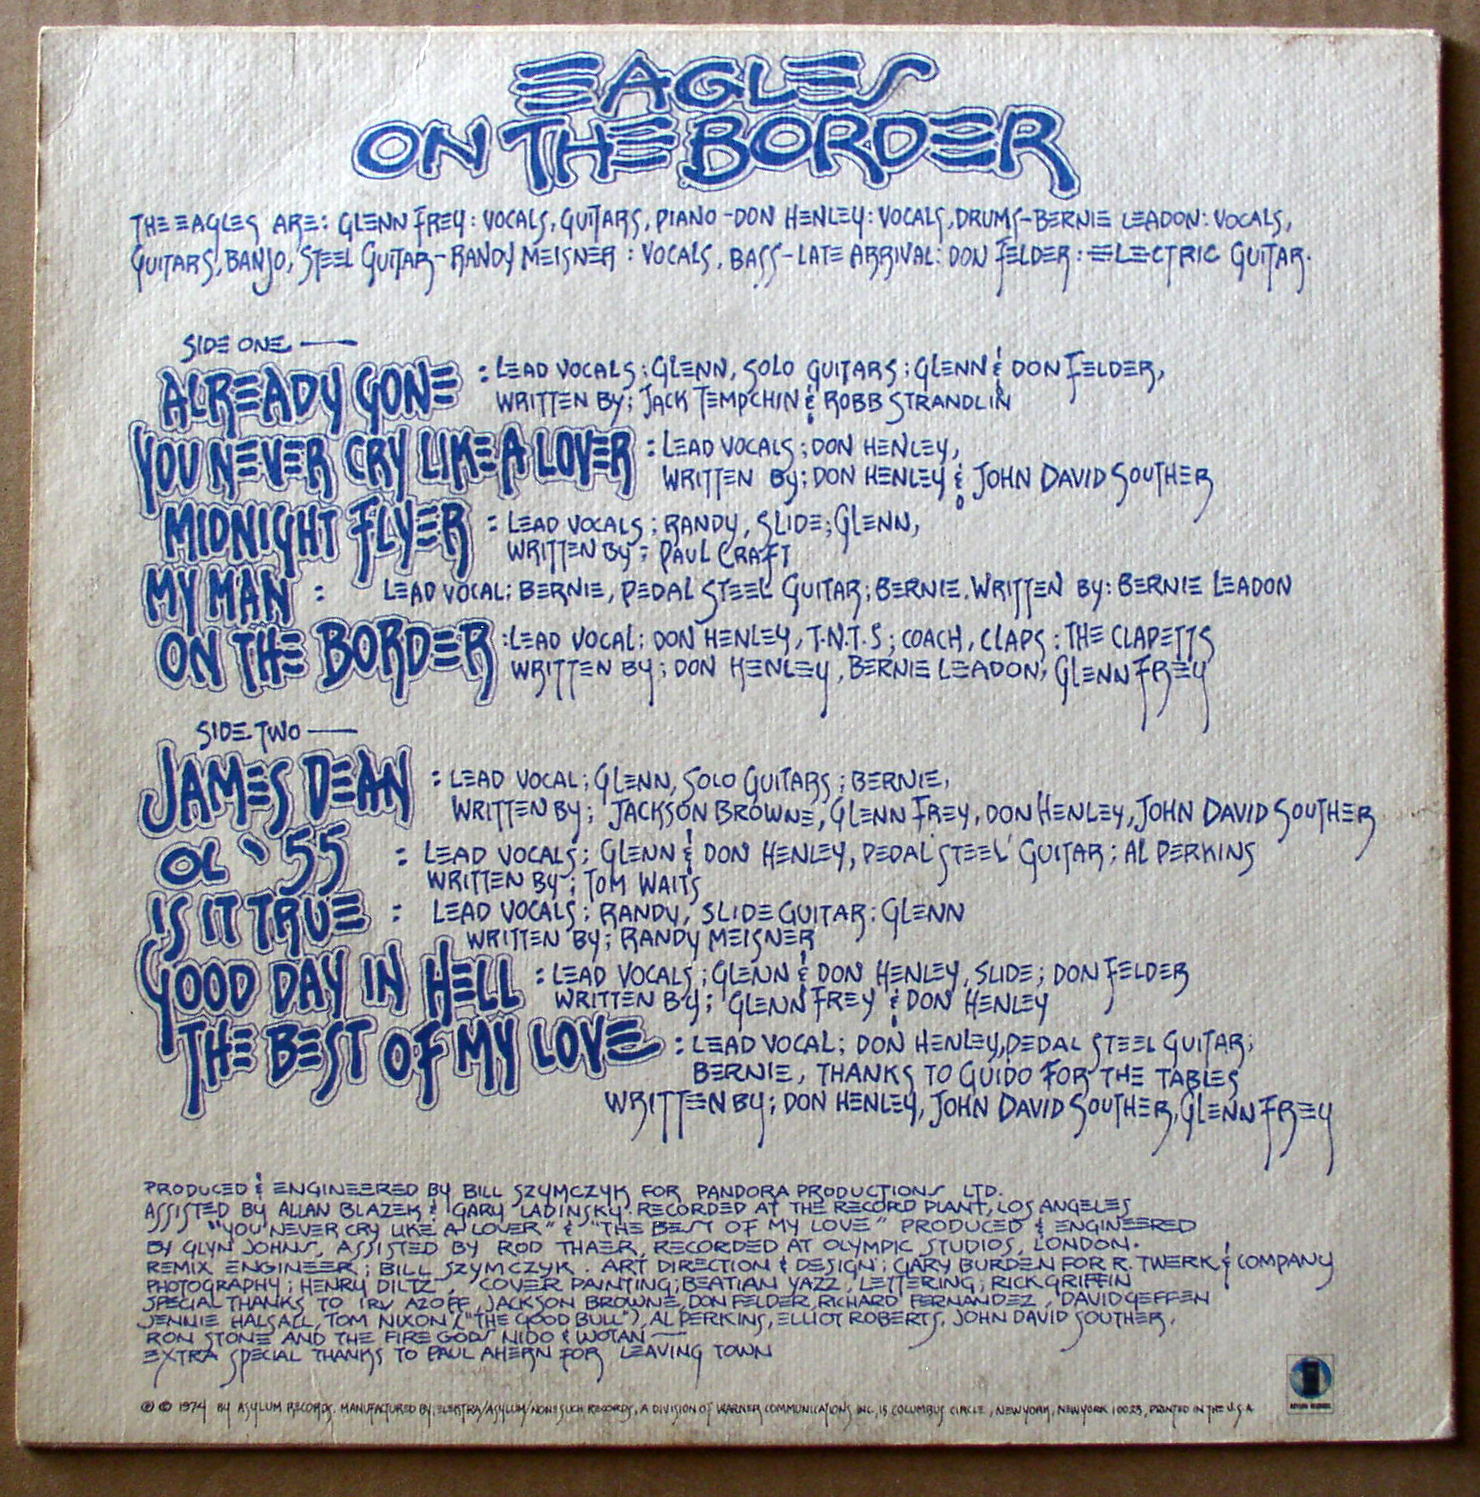 EAGLES
ON THE BORDER
THE EAGLES ARE: GLENN FREY: VOCALS, GUITARS, PIANO - DON HENLEY: VOCALS, DRUMS - BERNIE LEADON: VOCALS,
GUITARS, BANJO, STEEL GUITAR - RANDY MEISNER: VOCALS, BASS - LATE ARRIVAL: DON FELDER: ELECTRIC GUITAR.
SIDE ONE —
ALREADY GONE : LEAD VOCALS; GLENN, SOLO GUITARS; GLENN & DON FELDER,
WRITTEN BY; JACK TEMPCHIN & ROBB STRANDLIN
YOU NEVER CRY LIKE A LOVER : LEAD VOCALS; DON HENLEY,
WRITTEN BY; DON HENLEY & JOHN DAVID SOUTHER
MIDNIGHT FLYER : LEAD VOCALS; RANDY, SLIDE; GLENN,
WRITTEN BY; PAUL CRAFT
MY MAN : LEAD VOCAL; BERNIE, PEDAL STEEL GUITAR; BERNIE. WRITTEN BY: BERNIE LEADON
ON THE BORDER : LEAD VOCAL; DON HENLEY, T.N.T.S; COACH, CLAPS: THE CLAPETTS
WRITTEN BY; DON HENLEY, BERNIE LEADON, GLENN FREY
SIDE TWO —
JAMES DEAN : LEAD VOCAL; GLENN, SOLO GUITARS; BERNIE,
WRITTEN BY; JACKSON BROWNE, GLENN FREY, DON HENLEY, JOHN DAVID SOUTHER
OL '55 : LEAD VOCALS; GLENN & DON HENLEY, PEDAL STEEL GUITAR; AL PERKINS
WRITTEN BY; TOM WAITS
IS IT TRUE : LEAD VOCALS; RANDY, SLIDE GUITAR: GLENN
WRITTEN BY; RANDY MEISNER
GOOD DAY IN HELL : LEAD VOCALS; GLENN & DON HENLEY, SLIDE; DON FELDER
WRITTEN BY; GLENN FREY & DON HENLEY
THE BEST OF MY LOVE : LEAD VOCAL; DON HENLEY, PEDAL STEEL GUITAR;
BERNIE, THANKS TO GUIDO FOR THE TABLES
WRITTEN BY; DON HENLEY, JOHN DAVID SOUTHER, GLENN FREY
PRODUCED & ENGINEERED BY BILL SZYMCZYK FOR PANDORA PRODUCTIONS LTD.
ASSISTED BY ALLAN BLAZEK & GARY LADINSKY. RECORDED AT THE RECORD PLANT, LOS ANGELES
"YOU NEVER CRY LIKE A LOVER" & "THE BEST OF MY LOVE" PRODUCED & ENGINEERED
BY GLYN JOHNS, ASSISTED BY ROD THAER, RECORDED AT OLYMPIC STUDIOS, LONDON.
REMIX ENGINEER; BILL SZYMCZYK. ART DIRECTION & DESIGN; GARY BURDEN FOR R. TWERK & COMPANY
PHOTOGRAPHY; HENRY DILTZ, COVER PAINTING; BEATIAN YAZZ, LETTERING; RICK GRIFFIN
SPECIAL THANKS TO IRV AZOFF, JACKSON BROWNE, DON FELDER, RICHARD FERNANDEZ, DAVID GEFFEN
JENNIE HALSALL, TOM NIXON ("THE GOOD BULL"), AL PERKINS, ELLIOT ROBERTS, JOHN DAVID SOUTHER,
RON STONE AND THE FIRE GODS NIDO & WOTAN —
EXTRA SPECIAL THANKS TO PAUL AHERN FOR LEAVING TOWN
℗ © 1974 BY ASYLUM RECORDS. MANUFACTURED BY, ELEKTRA/ASYLUM/NONESUCH RECORDS, A DIVISION OF WARNER COMMUNICATIONS INC, 15 COLUMBUS CIRCLE, NEW YORK, NEW YORK 10023, PRINTED IN THE U.S.A.
ASYLUM RECORDS